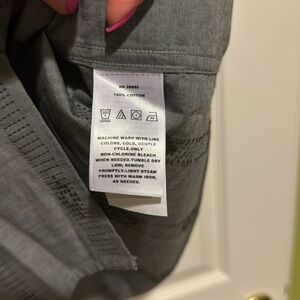 100% COTTON
MACHINE WASH WITH LIKE
COLORS, COLD, GENTLE
CYCLE.ONLY
NON-CHLORINE BLEACH
WHEN NEEDED.TUMBLE DRY
LOW; REMOVE
PROMPTLY.LIGHT STEAM
PRESS WITH WARM IRON,
AS NEEDED.